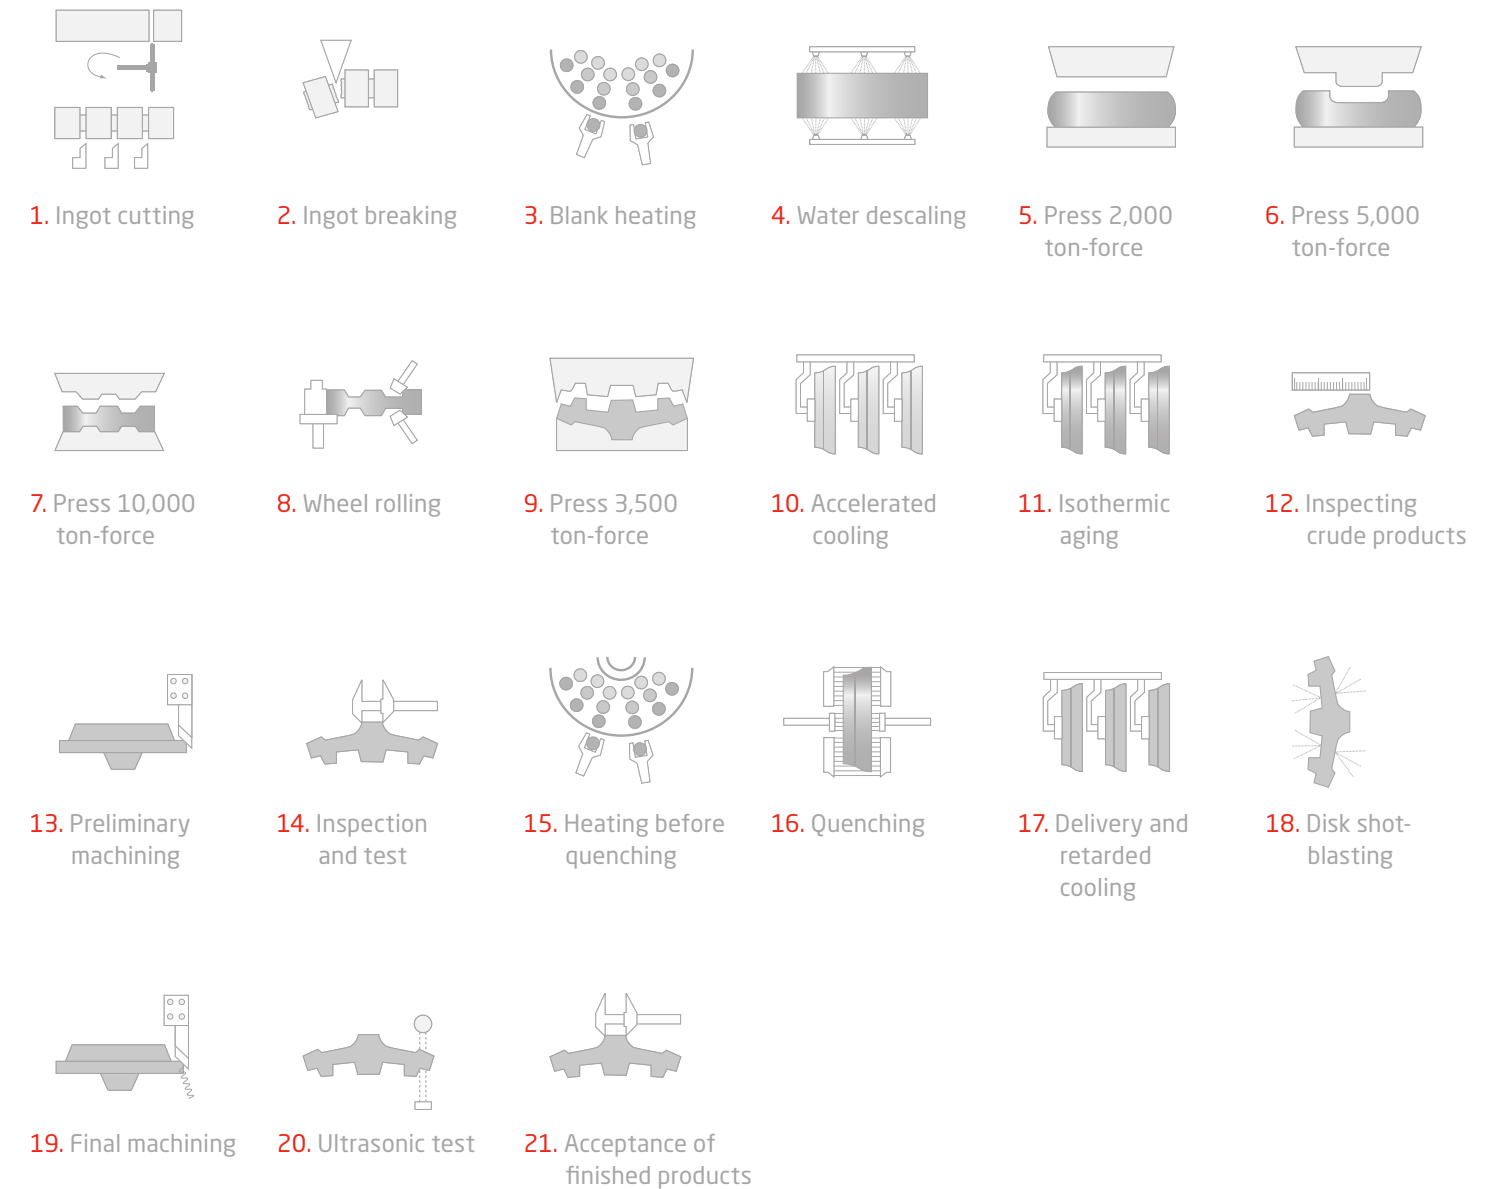 1. Ingot cutting
2. Ingot breaking
3. Blank heating
4. Water descaling
5. Press 2,000
ton-force
6. Press 5,000
ton-force
7. Press 10,000
ton-force
8. Wheel rolling
9. Press 3,500
ton-force
10. Accelerated
cooling
11. Isothermic
aging
12. Inspecting
crude products
13. Preliminary
machining
14. Inspection
and test
15. Heating before
quenching
16. Quenching
17. Delivery and
retarded
cooling
18. Disk shot-
blasting
19. Final machining
20. Ultrasonic test
21. Acceptance of
finished products